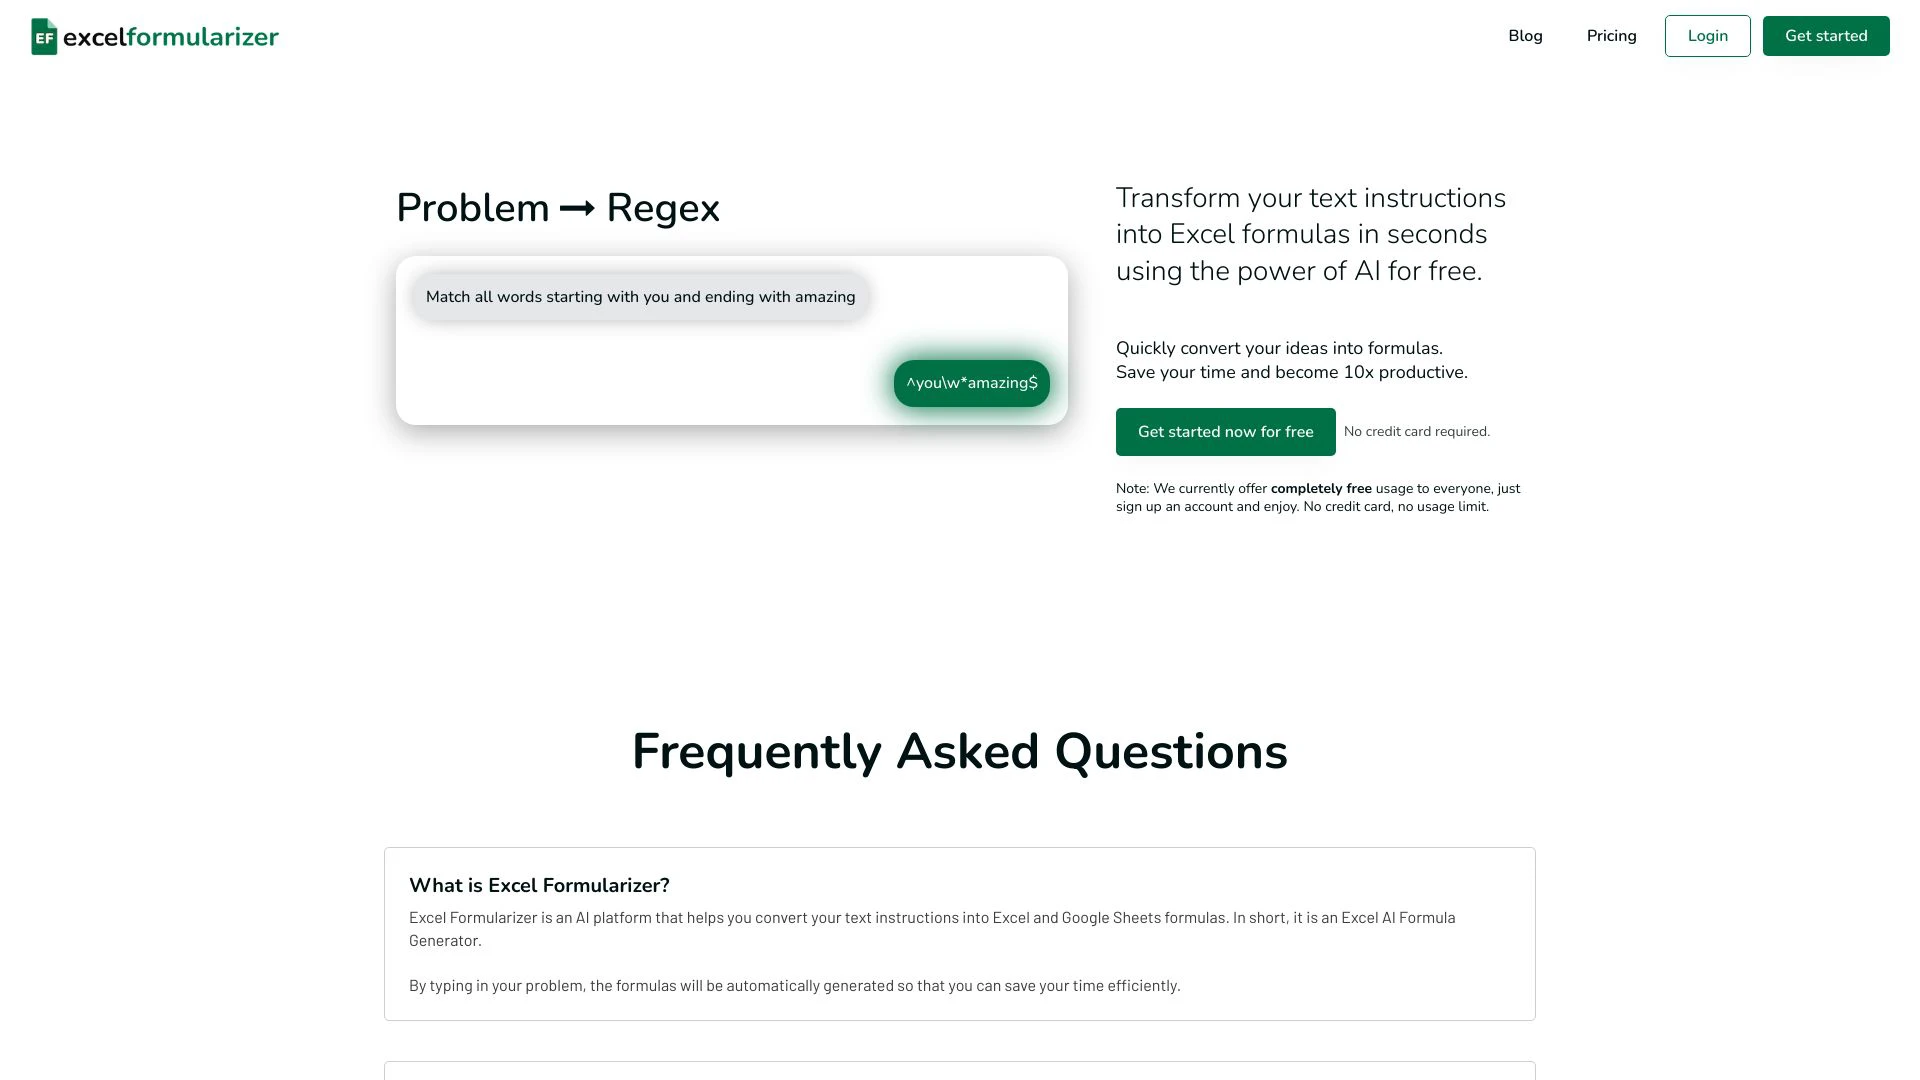 EF excelformularizer
Blog
Pricing
Login
Get started
Problem → Regex
Match all words starting with you and ending with amazing
^you\w*amazing$
Transform your text instructions
into Excel formulas in seconds
using the power of AI for free.
Quickly convert your ideas into formulas.
Save your time and become 10x productive.
Get started now for free
No credit card required.
Note: We currently offer completely free usage to everyone, just
sign up an account and enjoy. No credit card, no usage limit.
Frequently Asked Questions
What is Excel Formularizer?
Excel Formularizer is an AI platform that helps you convert your text instructions into Excel and Google Sheets formulas. In short, it is an Excel AI Formula
Generator.
By typing in your problem, the formulas will be automatically generated so that you can save your time efficiently.